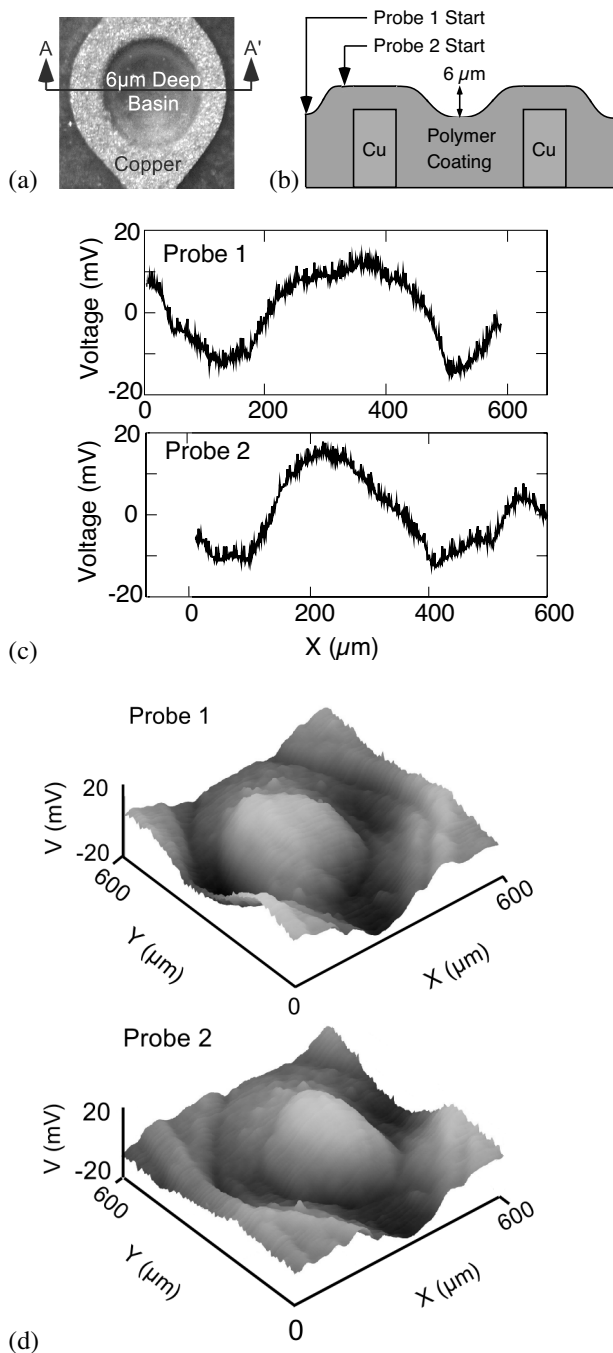 A
A'
6μm Deep
Basin
Copper
(a)
Probe 1 Start
Probe 2 Start
6 μm
Cu
Polymer
Coating
Cu
(b)
Probe 1
Voltage (mV)
20
0
-20
0
200
400
600
Probe 2
Voltage (mV)
20
0
-20
0
200
400
600
X (μm)
(c)
Probe 1
V (mV)
20
-20
600
Y (μm)
0
X (μm)
600
Probe 2
V (mV)
20
-20
600
Y (μm)
0
X (μm)
600
(d)